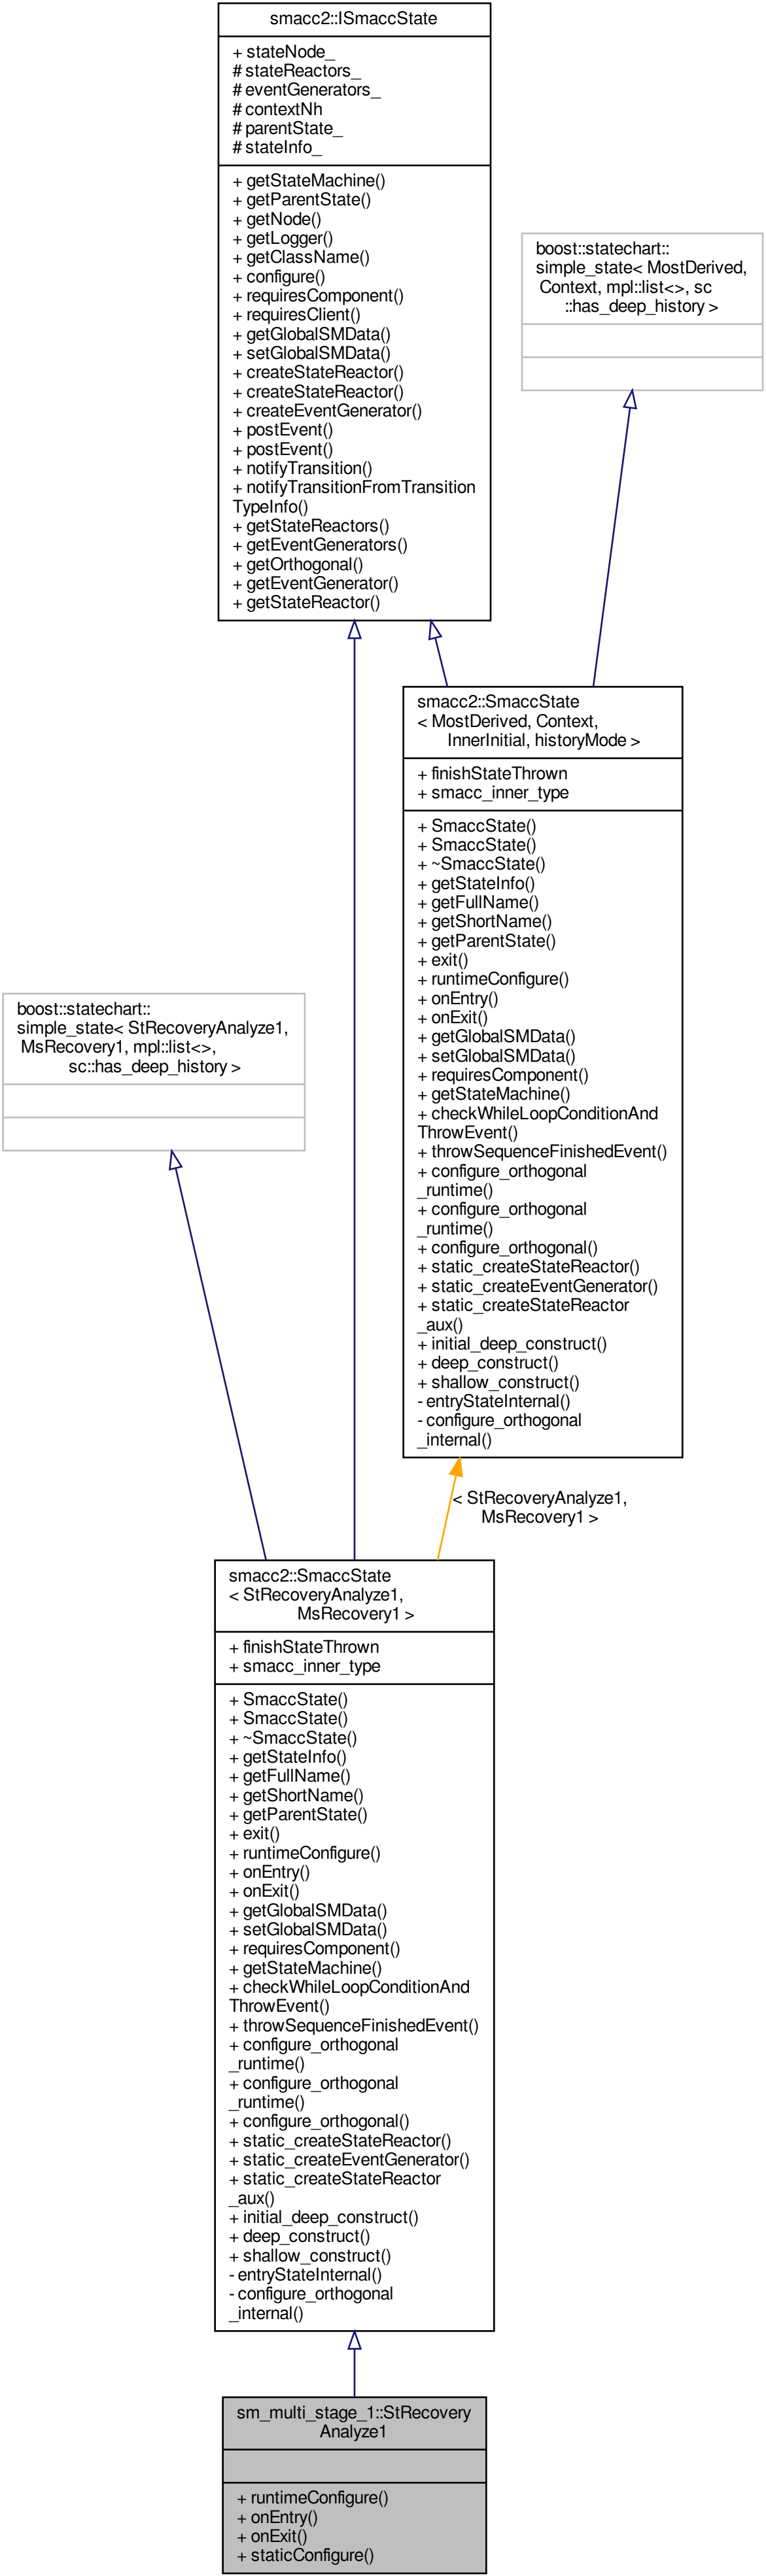 smacc2::ISmaccState
+ stateNode_
# stateReactors_
# eventGenerators_
# contextNh
# parentState_
# stateInfo_
+ getStateMachine()
+ getParentState()
+ getNode()
+ getLogger()
+ getClassName()
+ configure()
+ requiresComponent()
+ requiresClient()
+ getGlobalSMData()
+ setGlobalSMData()
+ createStateReactor()
+ createStateReactor()
+ createEventGenerator()
+ postEvent()
+ postEvent()
+ notifyTransition()
+ notifyTransitionFromTransition
TypeInfo()
+ getStateReactors()
+ getEventGenerators()
+ getOrthogonal()
+ getEventGenerator()
+ getStateReactor()
boost::statechart::
simple_state< MostDerived,
Context, mpl::list<>, sc
::has_deep_history >
smacc2::SmaccState
< MostDerived, Context,
InnerInitial, historyMode >
+ finishStateThrown
+ smacc_inner_type
+ SmaccState()
+ SmaccState()
+ ~SmaccState()
+ getStateInfo()
+ getFullName()
+ getShortName()
+ getParentState()
+ exit()
+ runtimeConfigure()
+ onEntry()
+ onExit()
+ getGlobalSMData()
+ setGlobalSMData()
+ requiresComponent()
+ getStateMachine()
+ checkWhileLoopConditionAnd
ThrowEvent()
+ throwSequenceFinishedEvent()
+ configure_orthogonal
_runtime()
+ configure_orthogonal
_runtime()
+ configure_orthogonal()
+ static_createStateReactor()
+ static_createEventGenerator()
+ static_createStateReactor
_aux()
+ initial_deep_construct()
+ deep_construct()
+ shallow_construct()
- entryStateInternal()
- configure_orthogonal
_internal()
boost::statechart::
simple_state< StRecoveryAnalyze1,
MsRecovery1, mpl::list<>,
sc::has_deep_history >
< StRecoveryAnalyze1,
MsRecovery1 >
smacc2::SmaccState
< StRecoveryAnalyze1,
MsRecovery1 >
+ finishStateThrown
+ smacc_inner_type
+ SmaccState()
+ SmaccState()
+ ~SmaccState()
+ getStateInfo()
+ getFullName()
+ getShortName()
+ getParentState()
+ exit()
+ runtimeConfigure()
+ onEntry()
+ onExit()
+ getGlobalSMData()
+ setGlobalSMData()
+ requiresComponent()
+ getStateMachine()
+ checkWhileLoopConditionAnd
ThrowEvent()
+ throwSequenceFinishedEvent()
+ configure_orthogonal
_runtime()
+ configure_orthogonal
_runtime()
+ configure_orthogonal()
+ static_createStateReactor()
+ static_createEventGenerator()
+ static_createStateReactor
_aux()
+ initial_deep_construct()
+ deep_construct()
+ shallow_construct()
- entryStateInternal()
- configure_orthogonal
_internal()
sm_multi_stage_1::StRecovery
Analyze1
+ runtimeConfigure()
+ onEntry()
+ onExit()
+ staticConfigure()